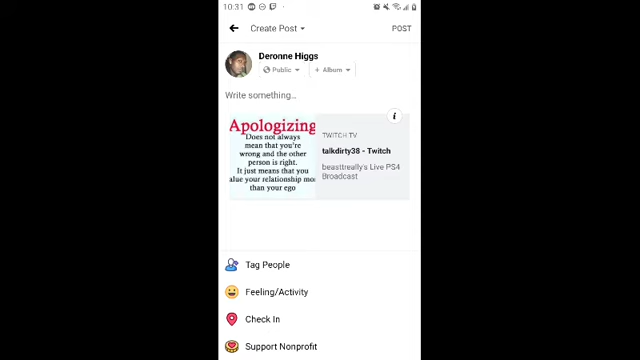 10:31
Create Post
POST
Deronne Higgs
Public
+ Album
Write something...
i
Apologizing
Does not always
mean that you're
wrong and the other
person is right.
It just means that you
alue your relationship mo
than your ego
TWITCH.TV
talkdirty38 - Twitch
beasttreally's Live PS4
Broadcast
Tag People
Feeling/Activity
Check In
Support Nonprofit